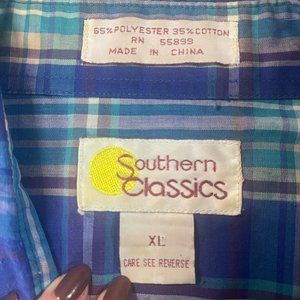 65% POLYESTER 35% COTTON
RN 55899
MADE IN CHINA
Southern
Classics
XL
CARE SEE REVERSE